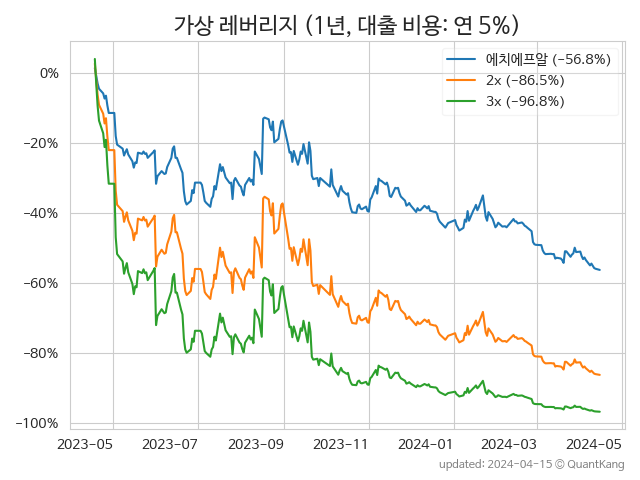 가상 레버리지 (1년, 대출 비용: 연 5%)
에치에프알 (−56.8%)
2x (−86.5%)
3x (−96.8%)
0%
−20%
−40%
−60%
−80%
−100%
2023-05 2023-07 2023-09 2023-11 2024-01 2024-03 2024-05
updated: 2024-04-15 © QuantKang